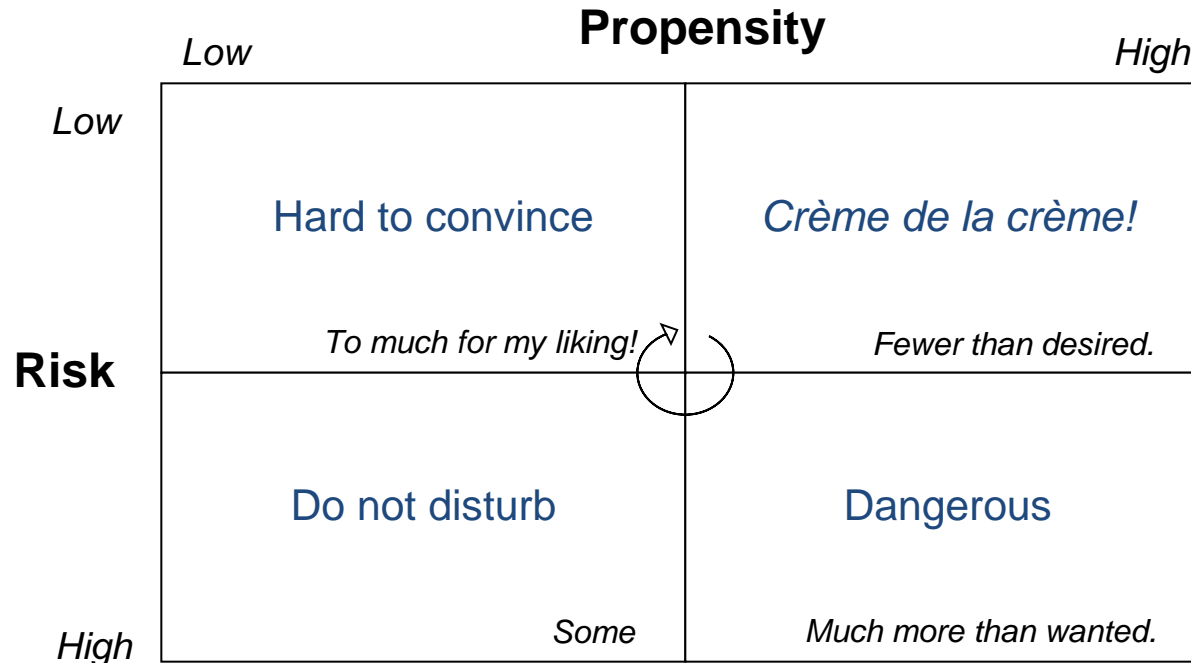 Propensity
Low
High
Low
Hard to convince
Crème de la crème!
To much for my liking!
Fewer than desired.
Risk
Do not disturb
Dangerous
Some
Much more than wanted.
High